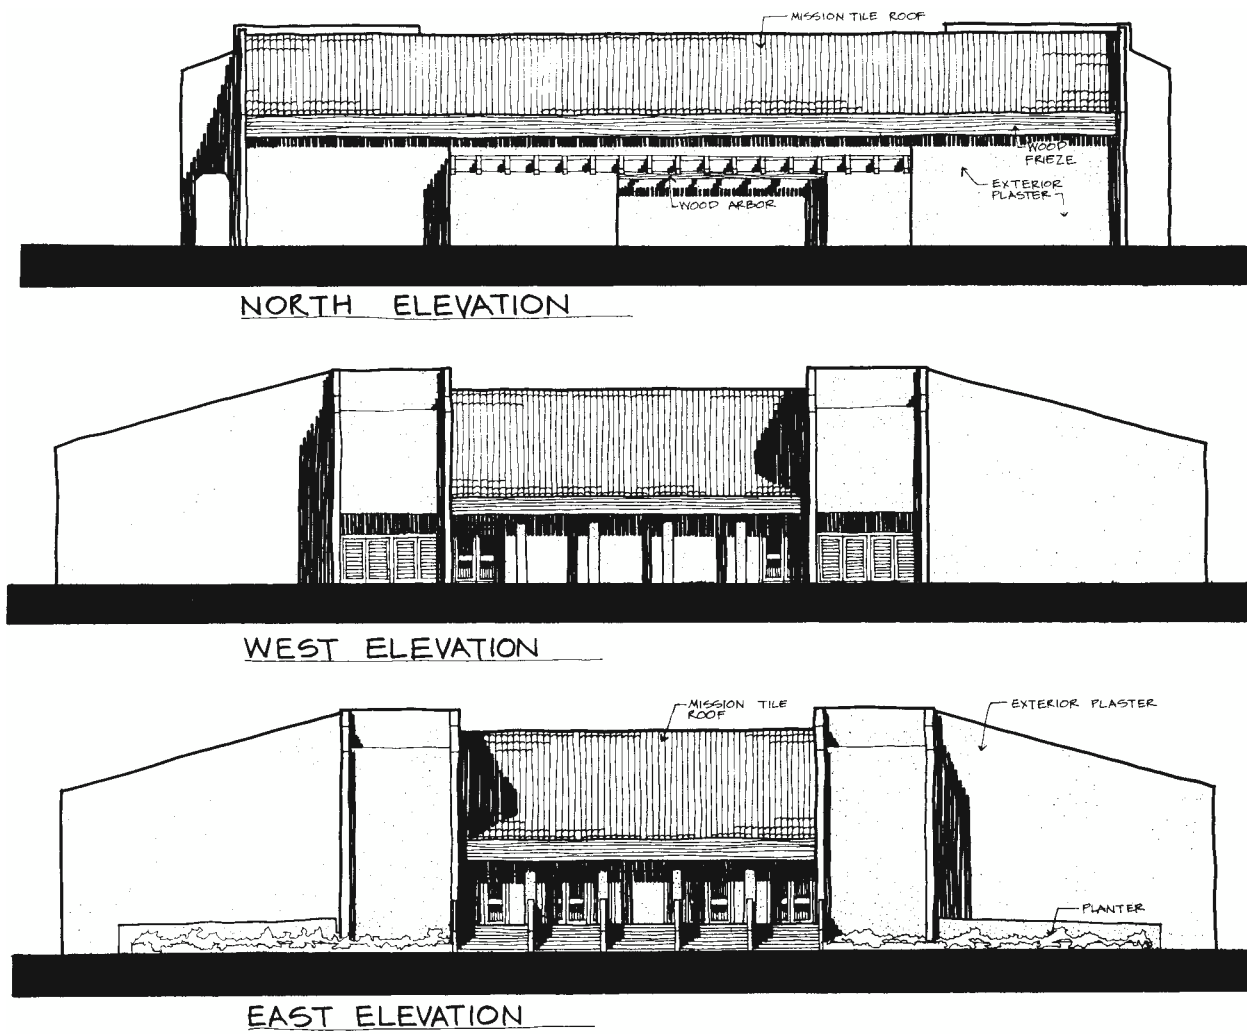 MISSION TILE ROOF
WOOD
FRIEZE
EXTERIOR
PLASTER
WOOD ARBOR
NORTH ELEVATION
WEST ELEVATION
MISSION TILE
ROOF
EXTERIOR PLASTER
PLANTER
EAST ELEVATION